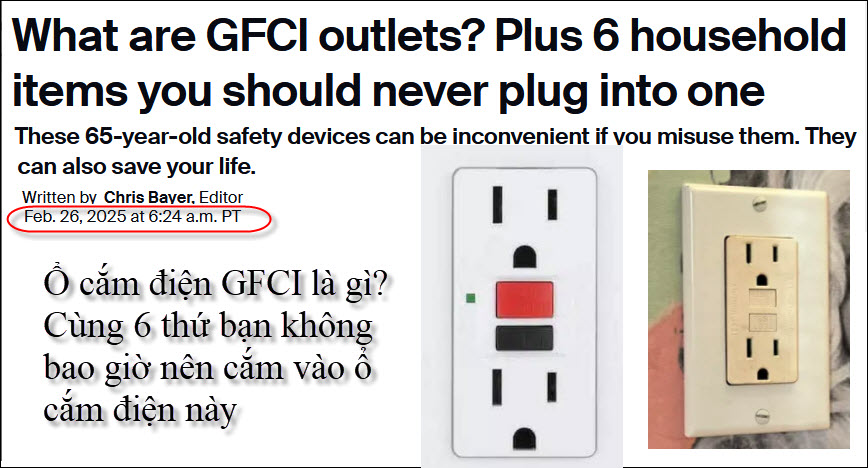 What are GFCI outlets? Plus 6 household
items you should never plug into one
These 65-year-old safety devices can be inconvenient if you misuse them. They
can also save your life.
Written by Chris Bayer, Editor
Feb. 26, 2025 at 6:24 a.m. PT
Ổ cắm điện GFCI là gì?
Cùng 6 thứ bạn không
bao giờ nên cắm vào ổ
cắm điện này